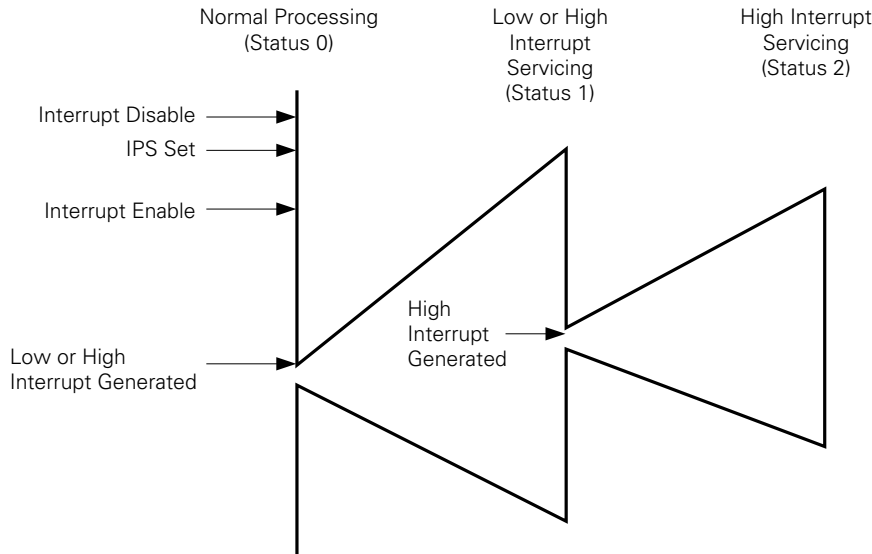 Normal Processing
(Status 0)
Low or High
Interrupt
Servicing
(Status 1)
High Interrupt
Servicing
(Status 2)
Interrupt Disable
IPS Set
Interrupt Enable
High
Interrupt
Generated
Low or High
Interrupt Generated